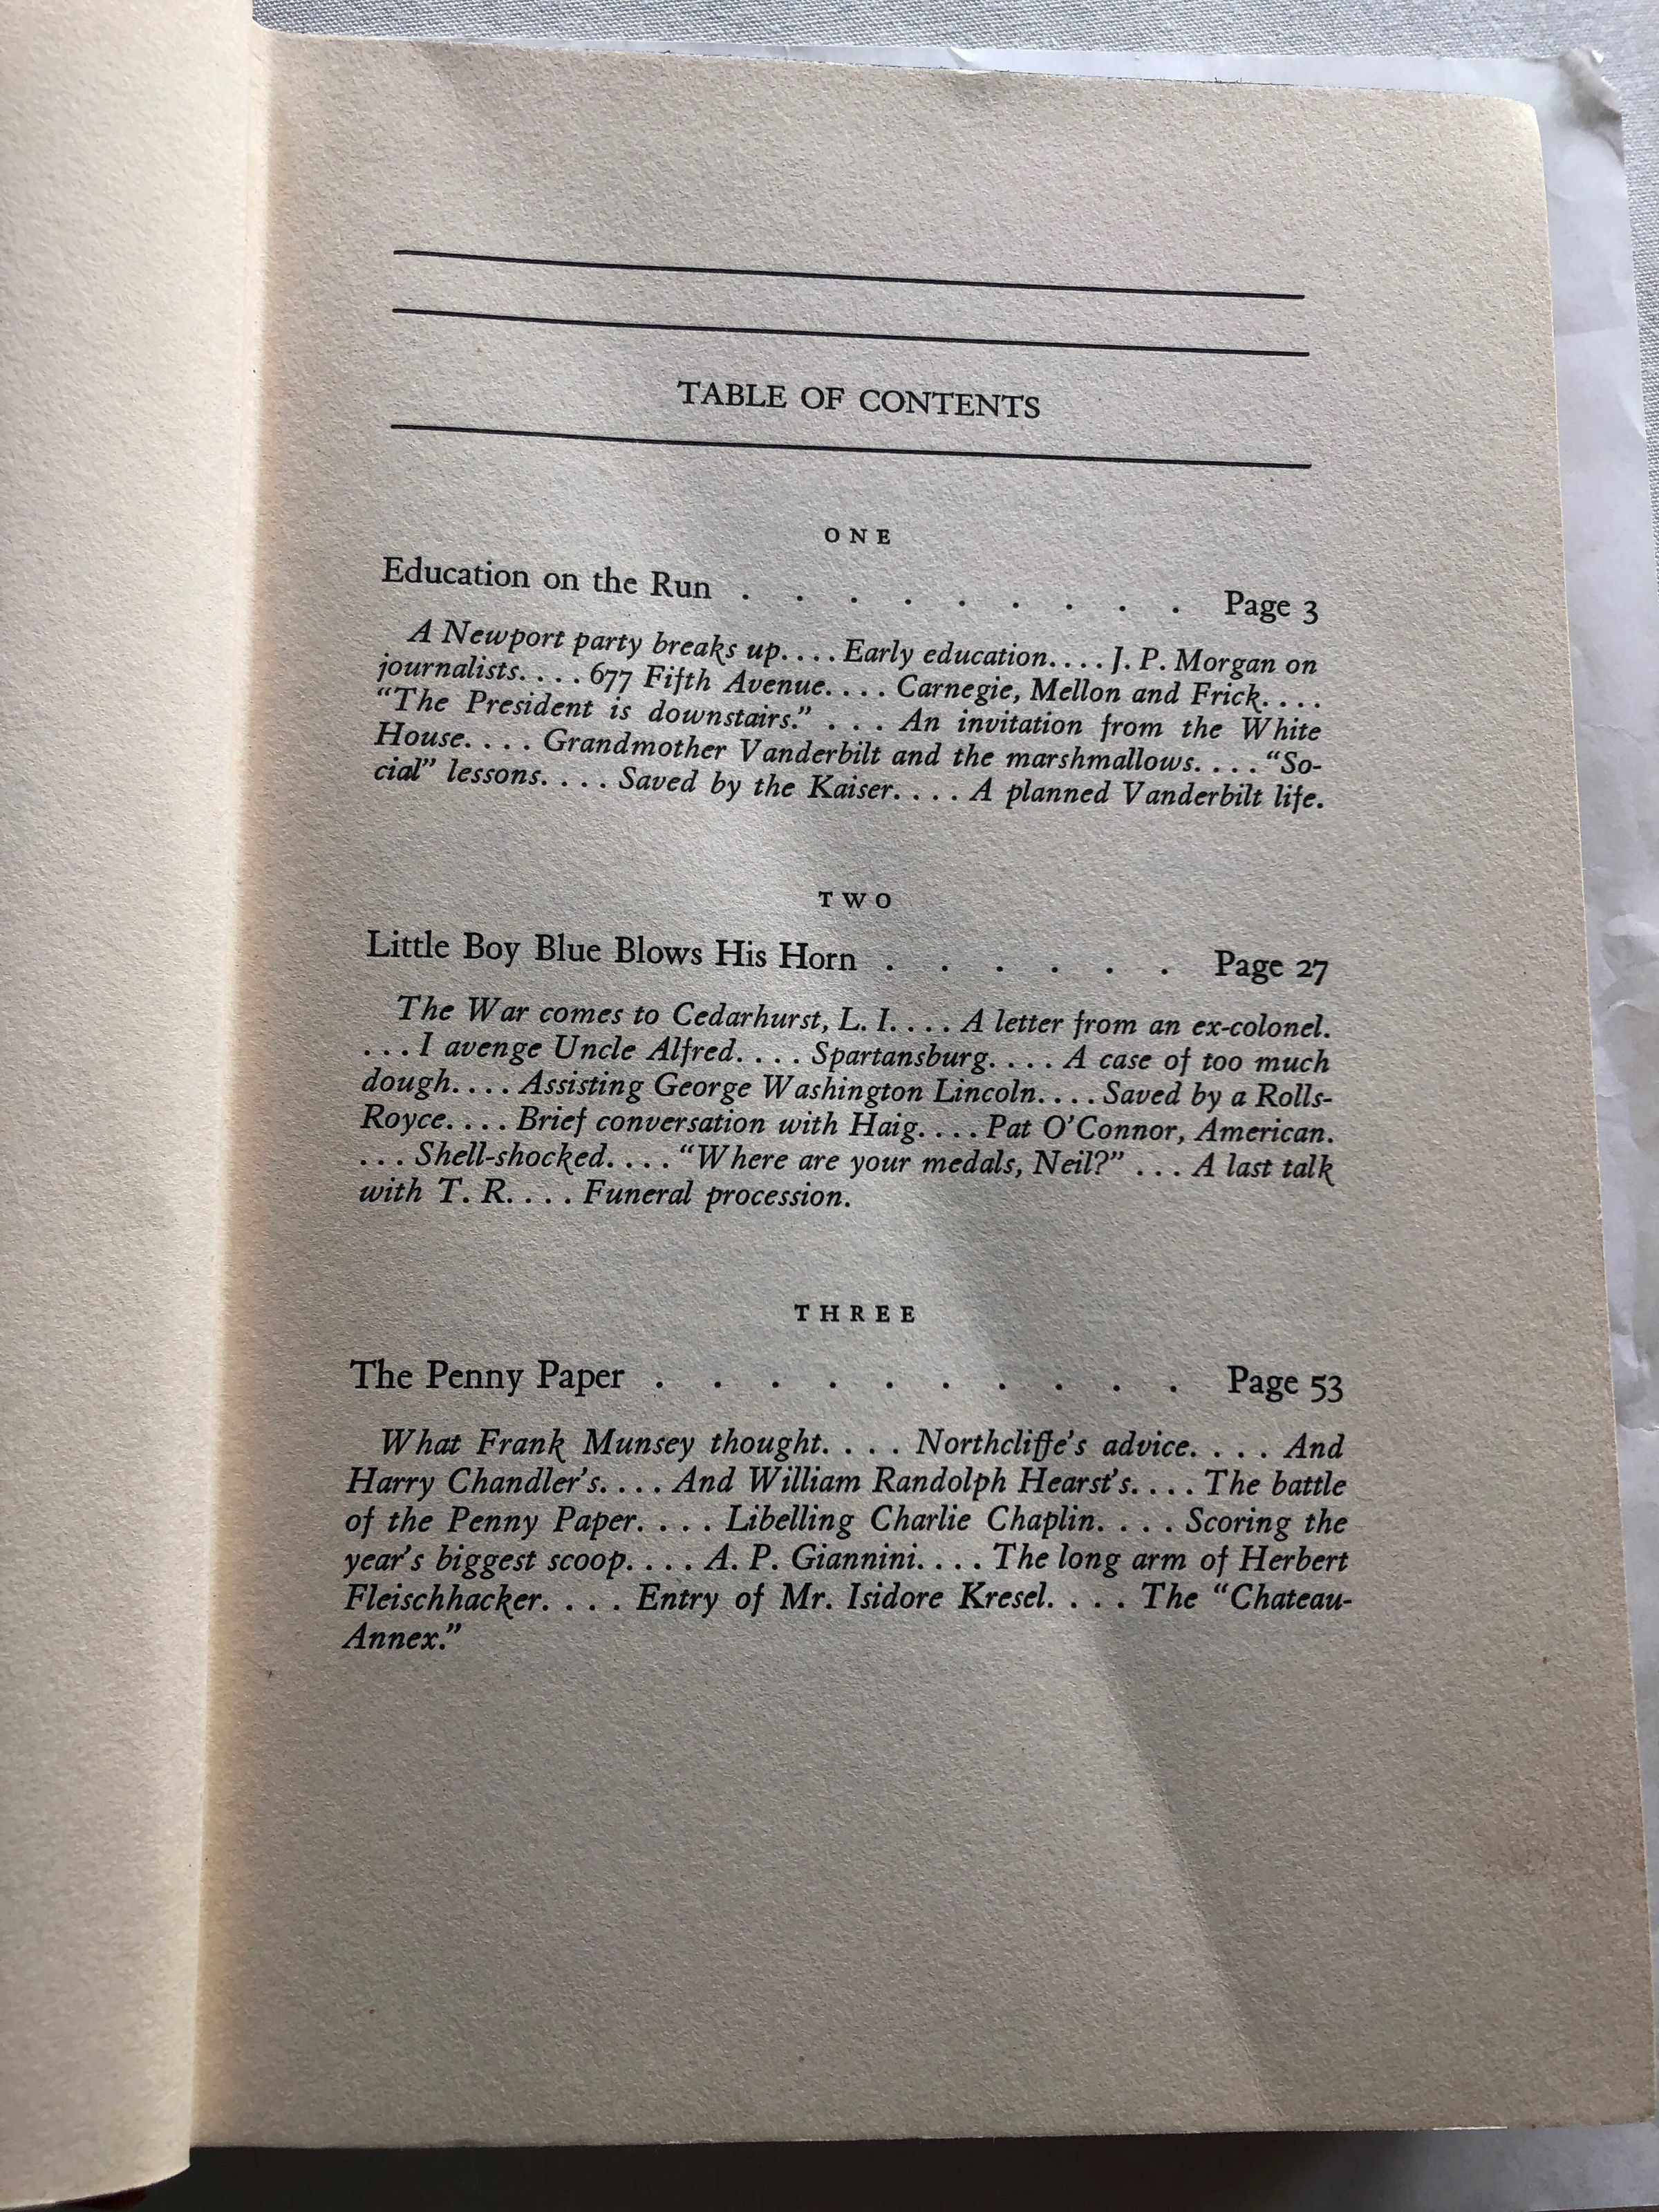 TABLE OF CONTENTS
ONE
Education on the Run . . . . . . . . . Page 3
A Newport party breaks up. . . . Early education. . . . J. P. Morgan on
journalists. . . . 677 Fifth Avenue. . . . Carnegie, Mellon and Frick. . . .
“The President is downstairs.” . . . An invitation from the White
House. . . . Grandmother Vanderbilt and the marshmallows. . . . “So-
cial” lessons. . . . Saved by the Kaiser. . . . A planned Vanderbilt life.
TWO
Little Boy Blue Blows His Horn . . . . . . Page 27
The War comes to Cedarhurst, L. I. . . . A letter from an ex-colonel.
. . . I avenge Uncle Alfred. . . . Spartansburg. . . . A case of too much
dough. . . . Assisting George Washington Lincoln. . . . Saved by a Rolls-
Royce. . . . Brief conversation with Haig. . . . Pat O’Connor, American.
. . . Shell-shocked. . . . “Where are your medals, Neil?” . . . A last talk
with T. R. . . . Funeral procession.
THREE
The Penny Paper . . . . . . . . . . Page 53
What Frank Munsey thought. . . . Northcliffe’s advice. . . . And
Harry Chandler’s. . . . And William Randolph Hearst’s. . . . The battle
of the Penny Paper. . . . Libelling Charlie Chaplin. . . . Scoring the
year’s biggest scoop. . . . A. P. Giannini. . . . The long arm of Herbert
Fleischhacker. . . . Entry of Mr. Isidore Kresel. . . . The “Chateau-
Annex.”